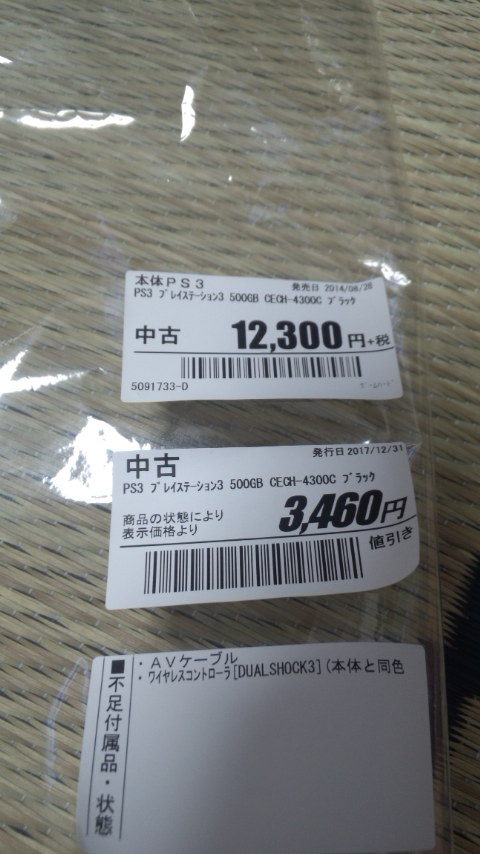 本体PS3
発売日 2014/08/28
PS3 プレイステーション3 500GB CECH-4300C ブラック
中古 12,300円+税
5091733-D
ゲームハード
発行日 2017/12/31
中古
PS3 プレイステーション3 500GB CECH-4300C ブラック
商品の状態により
表示価格より
3,460円
値引き
■不足付属品・状態
・AVケーブル
・ワイヤレスコントローラ[DUALSHOCK3](本体と同色